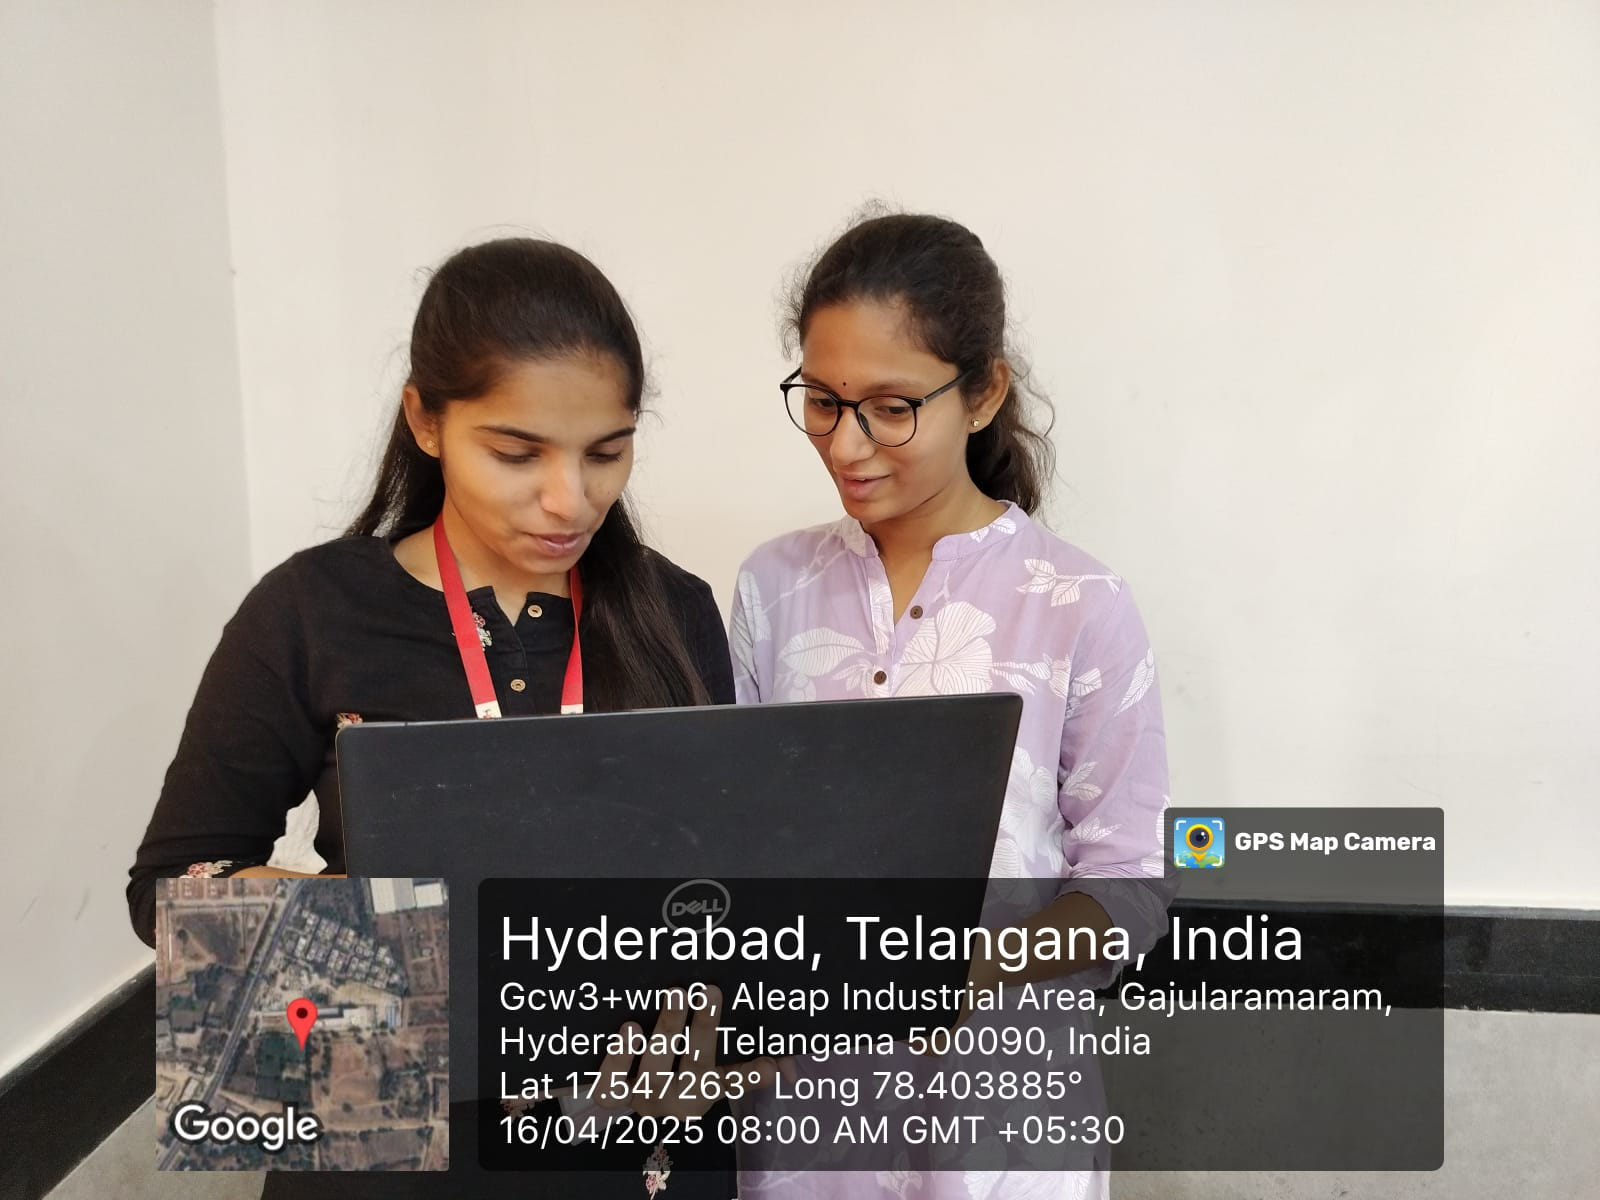 GPS Map Camera
DELL
Hyderabad, Telangana, India
Gcw3+wm6, Aleap Industrial Area, Gajularamaram,
Hyderabad, Telangana 500090, India
Lat 17.547263° Long 78.403885°
16/04/2025 08:00 AM GMT +05:30
Google